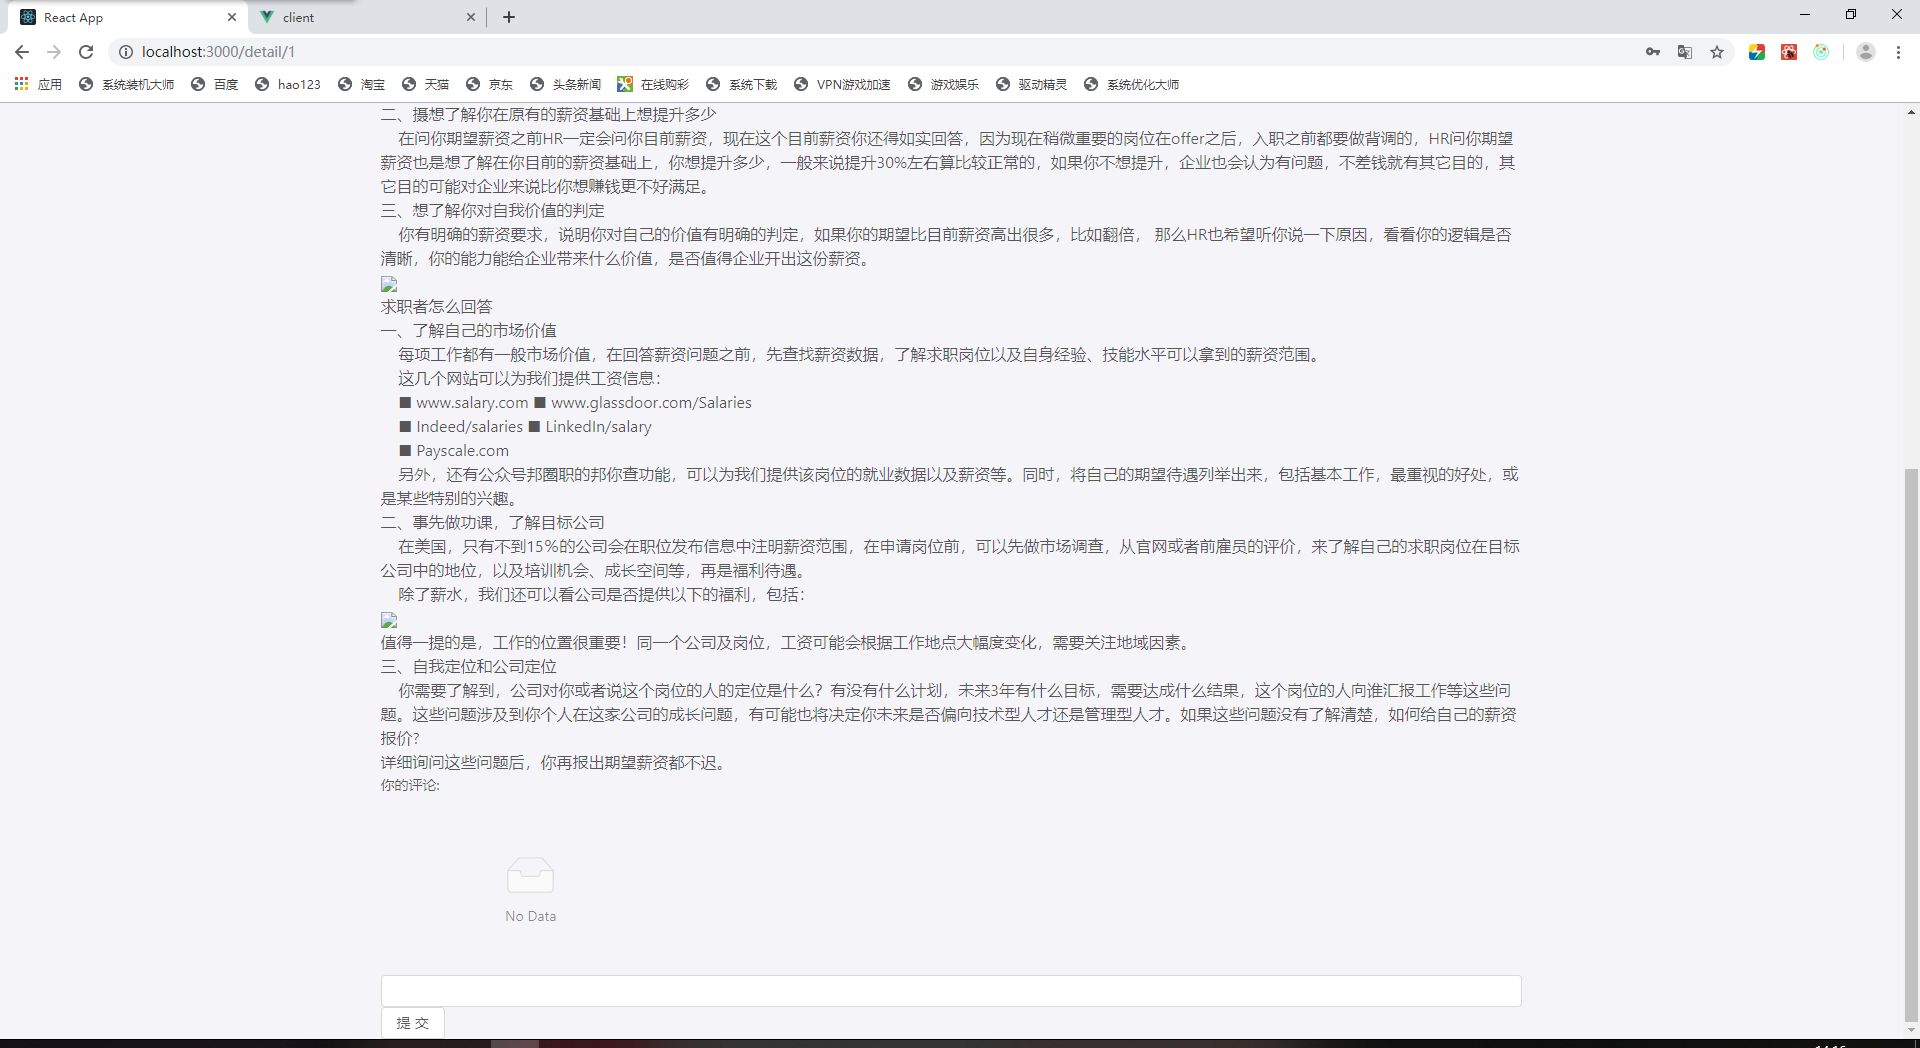 React App
client
localhost:3000/detail/1
应用 系统装机大师 百度 hao123 淘宝 天猫 京东 头条新闻 在线购彩 系统下载 VPN游戏加速 游戏娱乐 驱动精灵 系统优化大师
二、摄想了解你在原有的薪资基础上想提升多少
在问你期望薪资之前HR一定会问你目前薪资，现在这个目前薪资你还得如实回答，因为现在稍微重要的岗位在offer之后，入职之前都要做背调的，HR问你期望
薪资也是想了解在你目前的薪资基础上，你想提升多少，一般来说提升30%左右算比较正常的，如果你不想提升，企业也会认为有问题，不差钱就有其它目的，其
它目的可能对企业来说比你想赚钱更不好满足。
三、想了解你对自我价值的判定
你有明确的薪资要求，说明你对自己的价值有明确的判定，如果你的期望比目前薪资高出很多，比如翻倍， 那么HR也希望听你说一下原因，看看你的逻辑是否
清晰，你的能力能给企业带来什么价值，是否值得企业开出这份薪资。
求职者怎么回答
一、了解自己的市场价值
每项工作都有一般市场价值，在回答薪资问题之前，先查找薪资数据，了解求职岗位以及自身经验、技能水平可以拿到的薪资范围。
这几个网站可以为我们提供工资信息：
■ www.salary.com ■ www.glassdoor.com/Salaries
■ Indeed/salaries ■ LinkedIn/salary
■ Payscale.com
另外，还有公众号邦圈职的邦你查功能，可以为我们提供该岗位的就业数据以及薪资等。同时，将自己的期望待遇列举出来，包括基本工作，最重视的好处，或
是某些特别的兴趣。
二、事先做功课，了解目标公司
在美国，只有不到15%的公司会在职位发布信息中注明薪资范围，在申请岗位前，可以先做市场调查，从官网或者前雇员的评价，来了解自己的求职岗位在目标
公司中的地位，以及培训机会、成长空间等，再是福利待遇。
除了薪水，我们还可以看公司是否提供以下的福利，包括：
值得一提的是，工作的位置很重要！同一个公司及岗位，工资可能会根据工作地点大幅度变化，需要关注地域因素。
三、自我定位和公司定位
你需要了解到，公司对你或者说这个岗位的人的定位是什么？有没有什么计划，未来3年有什么目标，需要达成什么结果，这个岗位的人向谁汇报工作等这些问
题。这些问题涉及到你个人在这家公司的成长问题，有可能也将决定你未来是否偏向技术型人才还是管理型人才。如果这些问题没有了解清楚，如何给自己的薪资
报价?
详细询问这些问题后，你再报出期望薪资都不迟。
你的评论:
No Data
提 交